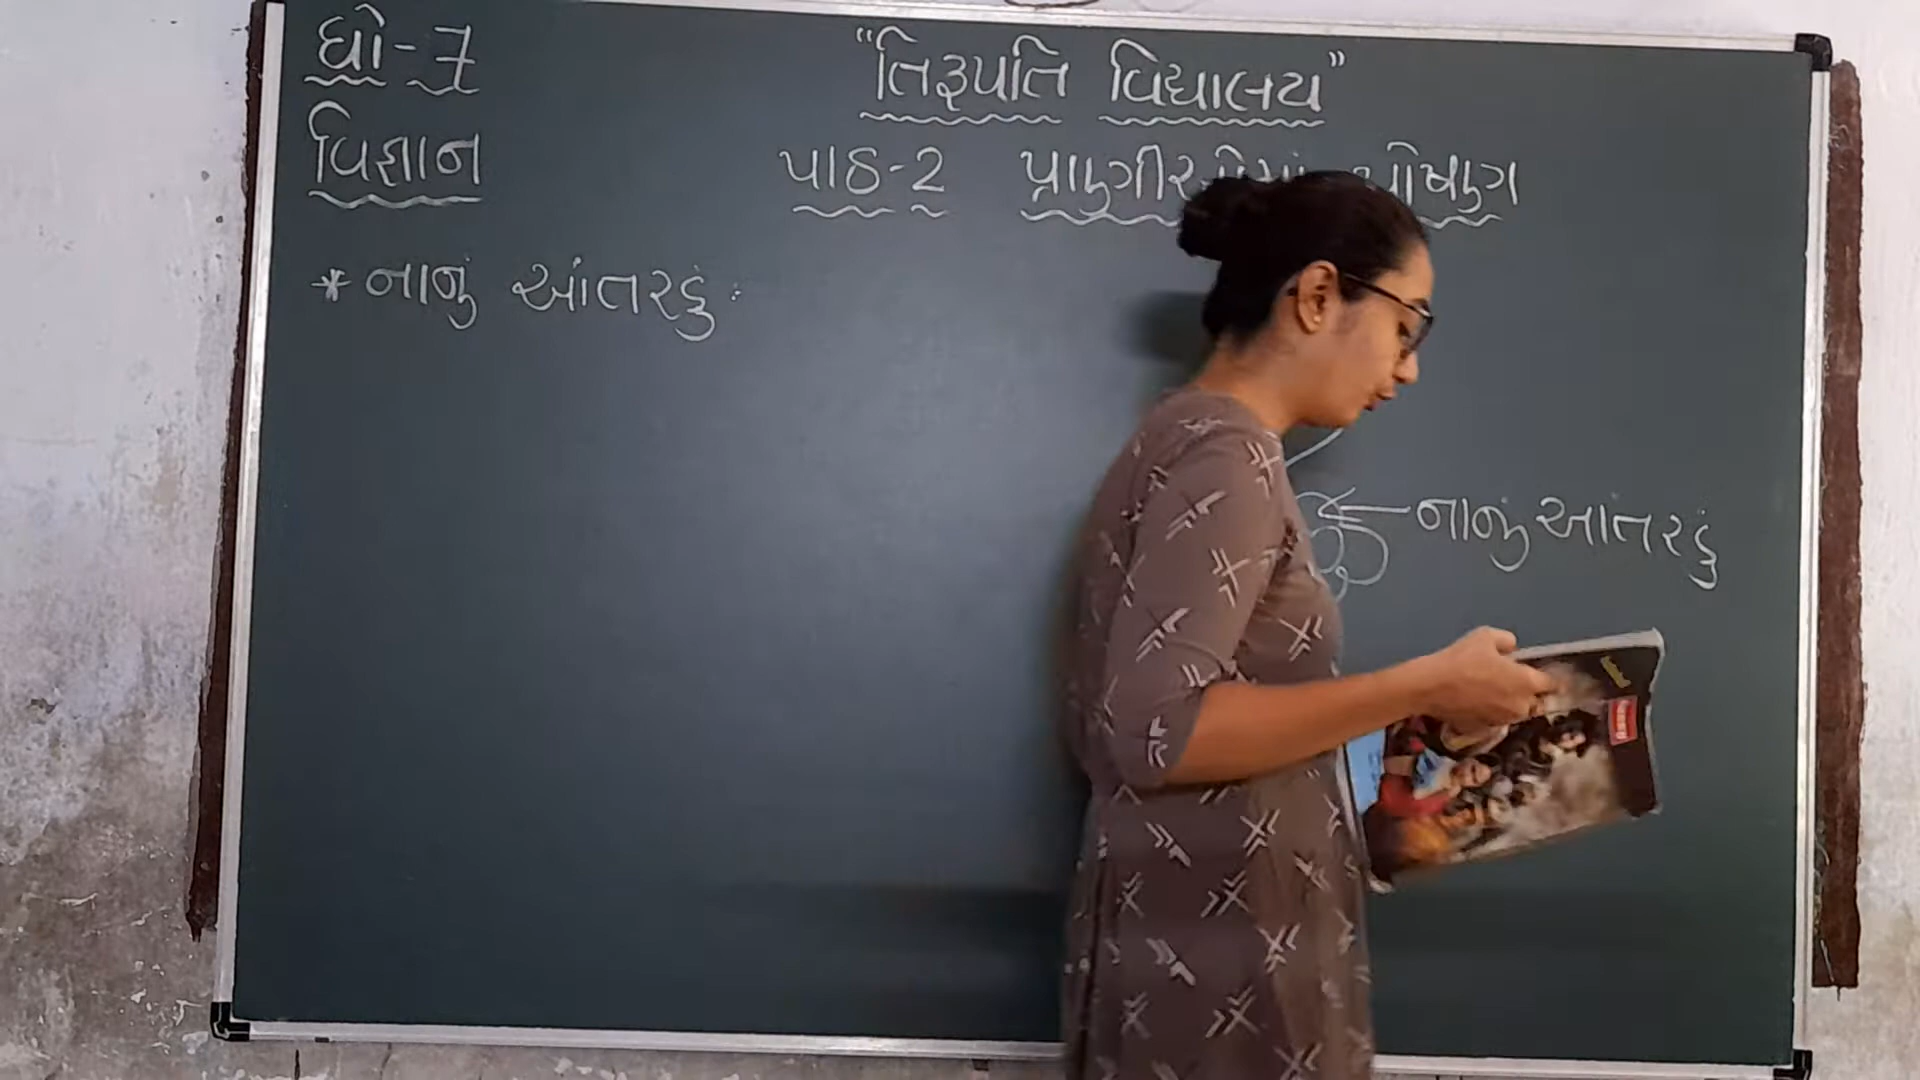 ધો-7
"તિરૂપતિ વિદ્યાલય"
વિજ્ઞાન
પાઠ-2
* નાનું આંતરડું :
નાનું આંતરડું